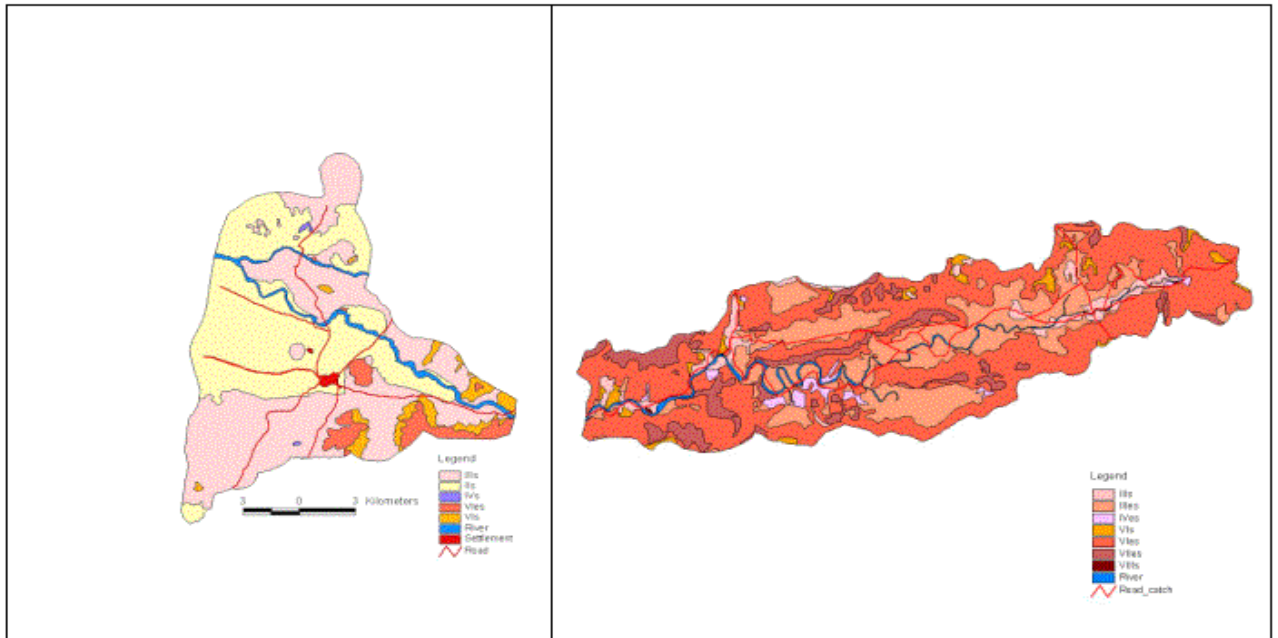 3 0 3 Kilometers
Legend
IIIs
IIs
IVs
VIes
VIs
River
Settlement
Road
Legend
IIIs
IIIes
IVes
VIs
VIes
VIIes
VIIIs
River
Road_catch